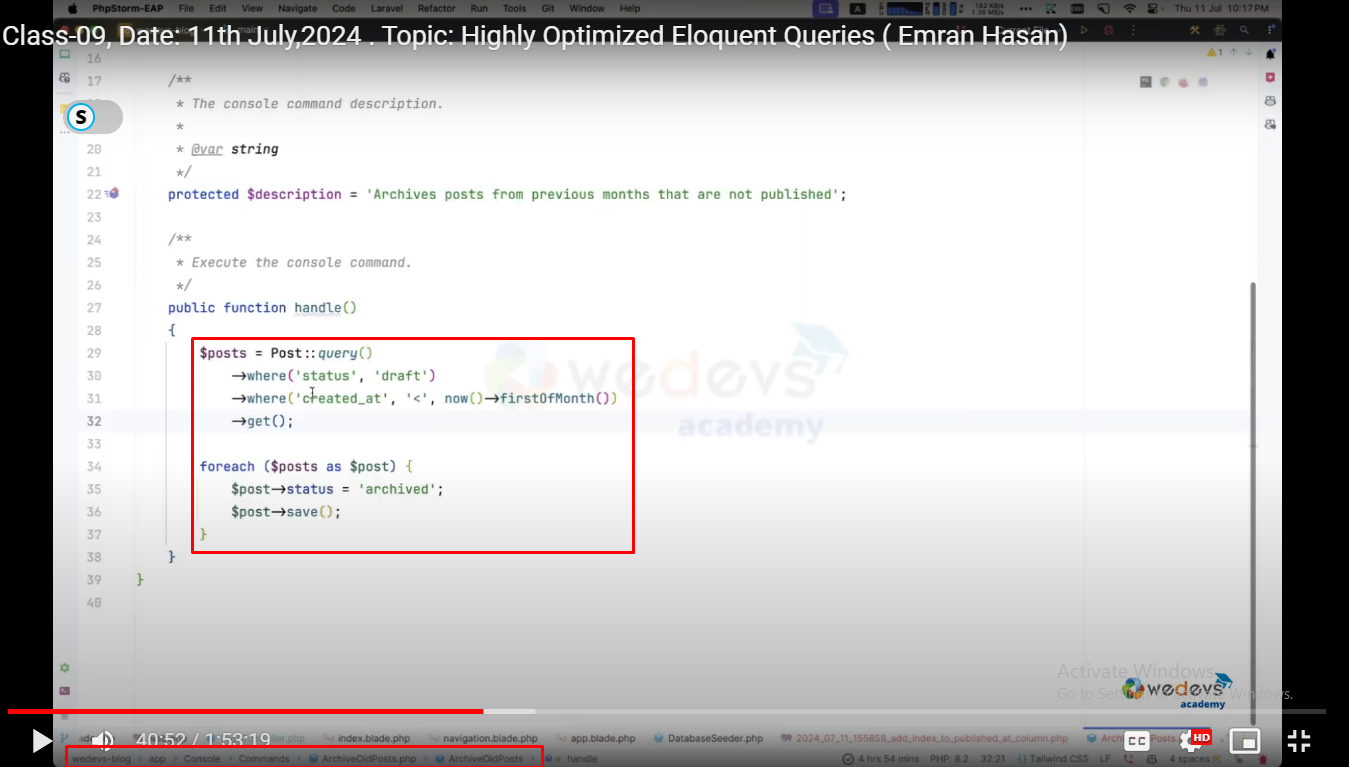 PhpStorm-EAP File Edit View Navigate Code Laravel Refactor Run Tools Git Window Help Thu 11 Jul 10:17 PM
Class-09, Date: 11th July,2024 . Topic: Highly Optimized Eloquent Queries ( Emran Hasan)
16
1
17 /**
* The console command description.
S
*
20 * @var string
21 */
22 protected $description = 'Archives posts from previous months that are not published';
23
24 /**
25 * Execute the console command.
26 */
27 public function handle()
28 {
29 $posts = Post::query()
30 →where('status', 'draft')
31 →where('created_at', '<', now()→firstOfMonth())
32 →get();
33
34 foreach ($posts as $post) {
35 $post→status = 'archived';
36 $post→save();
37 }
38 }
39 }
40
wedevs
academy
Activate Windows
wedevs
academy
40:52 / 1:53:19
index.blade.php navigation.blade.php app.blade.php DatabaseSeeder.php 2024_07_11_155858_add_index_to_published_at_column.php
CC HD
wedevs-blog > app > Console > Commands > ArchiveOldPosts.php > ArchiveOldPosts > handle 4 hrs 54 mins PHP: 8.2 32:21 Tailwind CSS LF 4 spaces